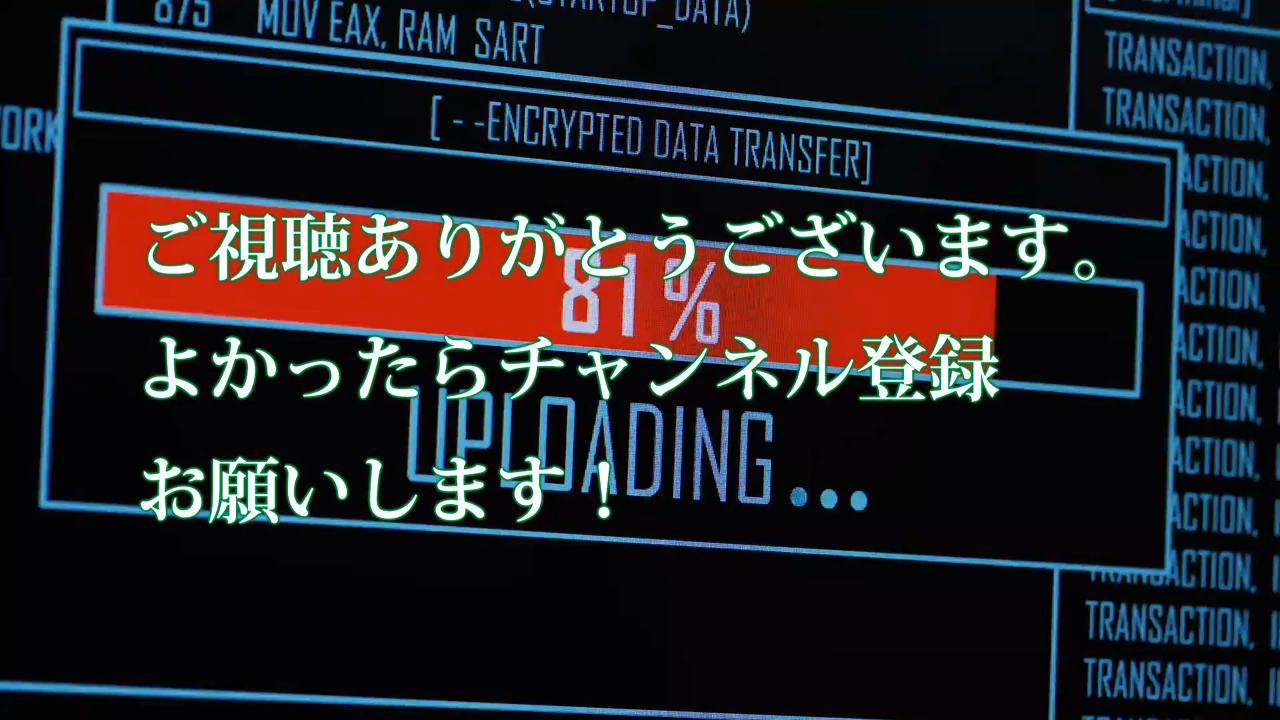 875 MOV EAX, RAM SART
[ - -ENCRYPTED DATA TRANSFER]
ご視聴ありがとうございます。
81%
よかったらチャンネル登録
UPLOADING...
お願いします！
TRANSACTION,
TRANSACTION,
TRANSACTION,
TRANSACTION,